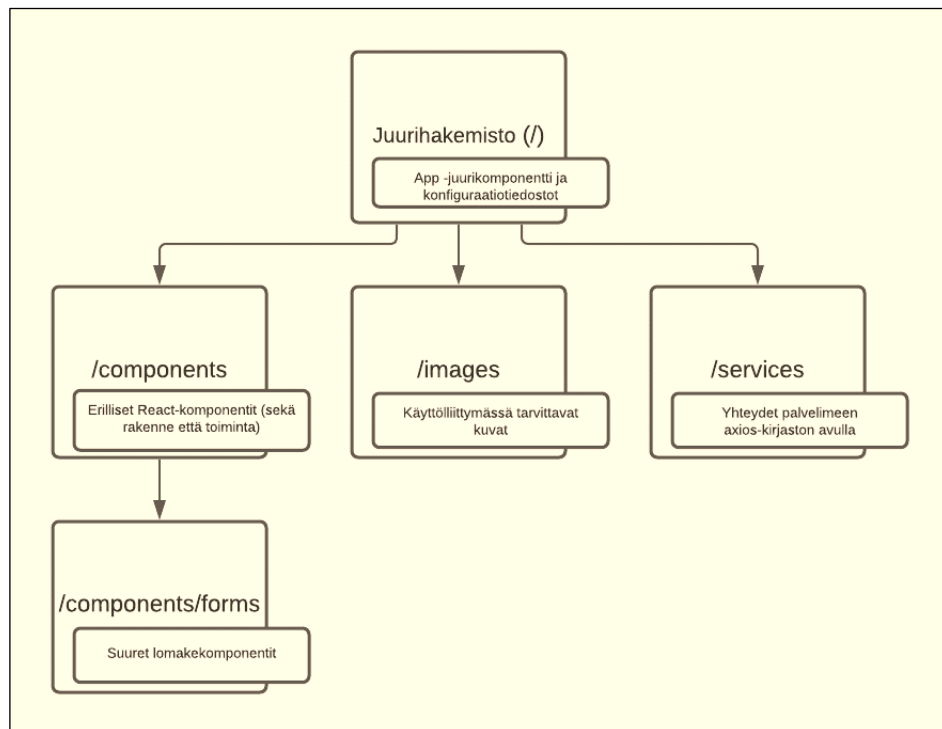 Juurihakemisto (/)
App -juurikomponentti ja
konfiguraatiotiedostot
/components
Erilliset React-komponentit (sekä
rakenne että toiminta)
/images
Käyttölliittymässä tarvittavat
kuvat
/services
Yhteydet palvelimeen
axios-kirjaston avulla
/components/forms
Suuret lomakekomponentit